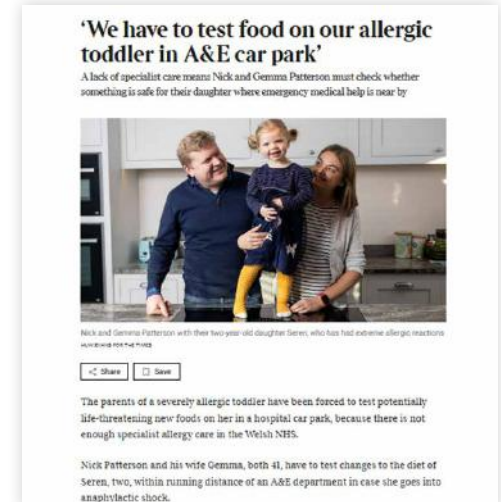 ‘We have to test food on our allergic
toddler in A&E car park’
A lack of specialist care means Nick and Gemma Patterson must check whether
something is safe for their daughter where emergency medical help is near by
Nick and Gemma Patterson with their two-year-old daughter Seren, who has had extreme allergic reactions
HUW EVANS FOR THE TIMES
Share
Save
The parents of a severely allergic toddler have been forced to test potentially
life-threatening new foods on her in a hospital car park, because there is not
enough specialist allergy care in the Welsh NHS.
Nick Patterson and his wife Gemma, both 41, have to test changes to the diet of
Seren, two, within running distance of an A&E department in case she goes into
anaphylactic shock.